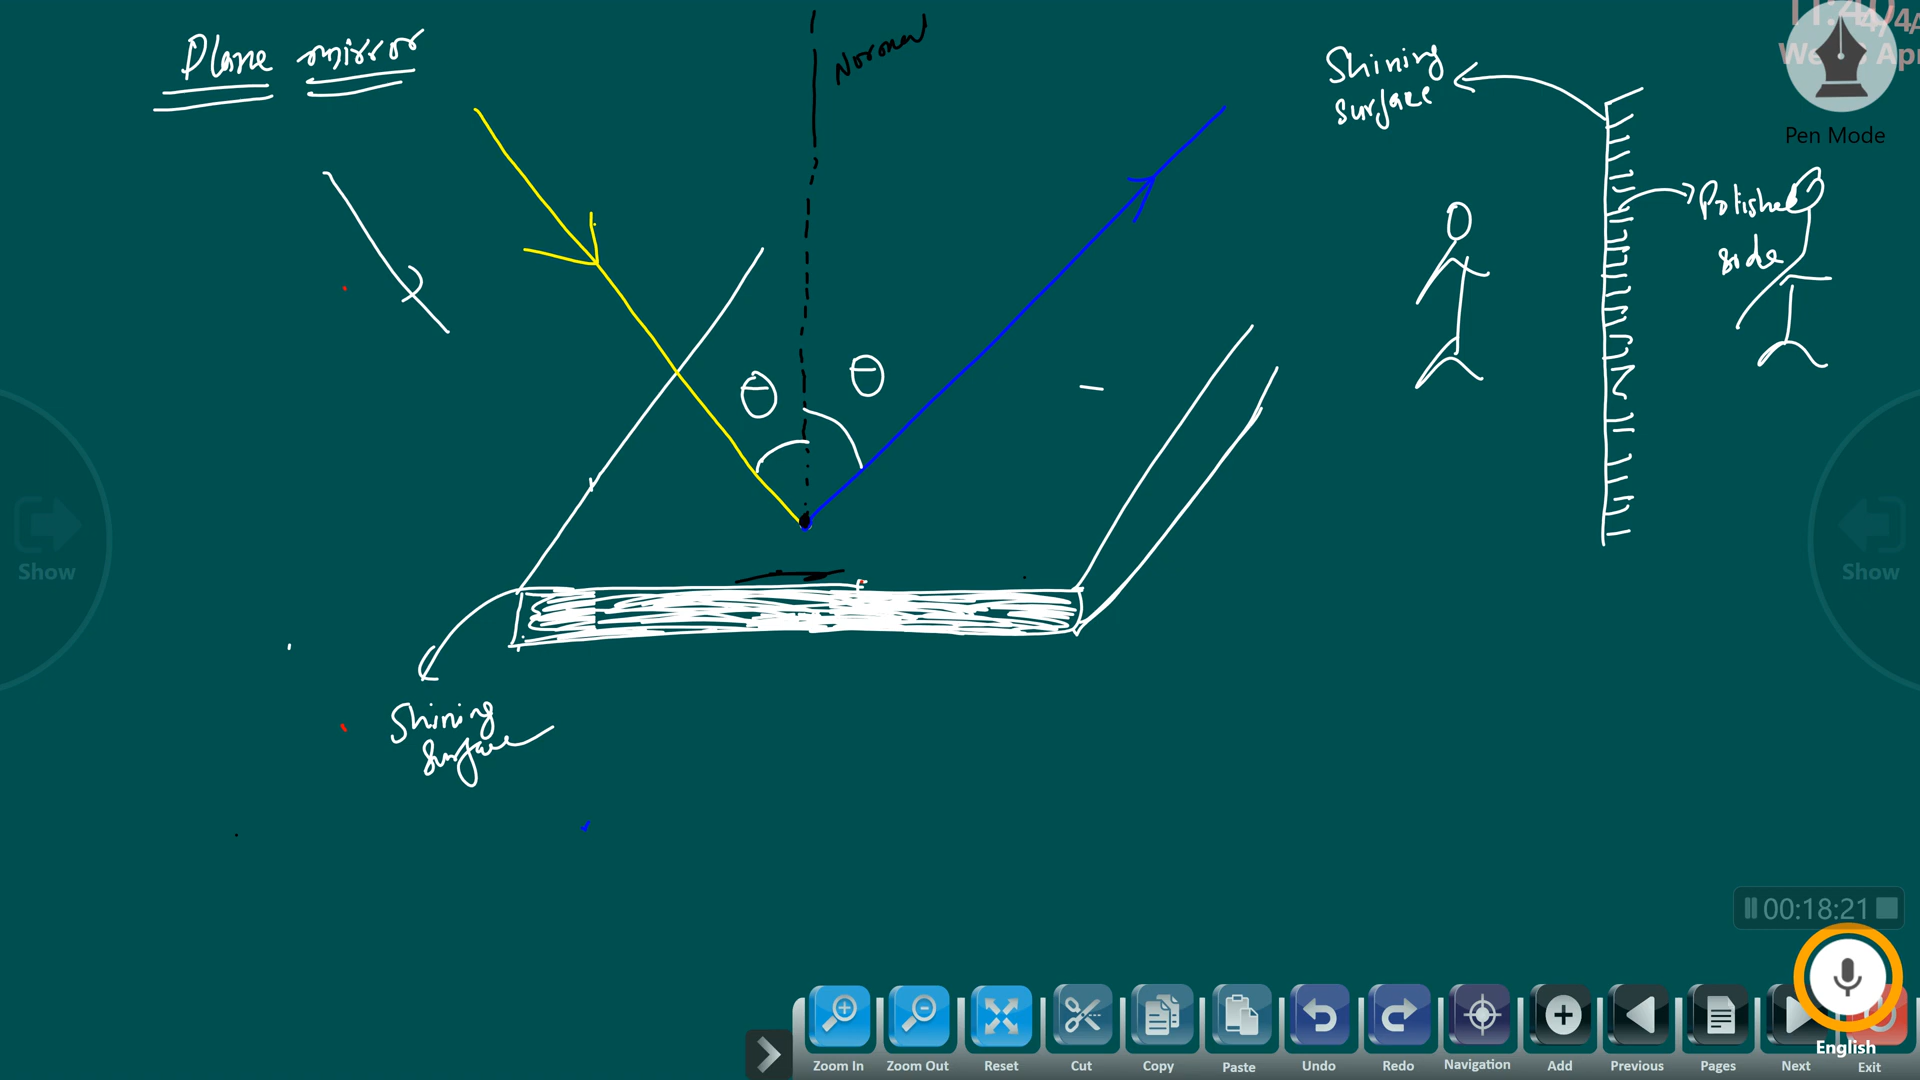 Plane mirror
Normal
Shining
surface
Polished
side
θ
θ
Shining
surface
Pen Mode
Show
Show
00:18:21
English
Zoom In
Zoom Out
Reset
Cut
Copy
Paste
Undo
Redo
Navigation
Add
Previous
Pages
Next
Exit